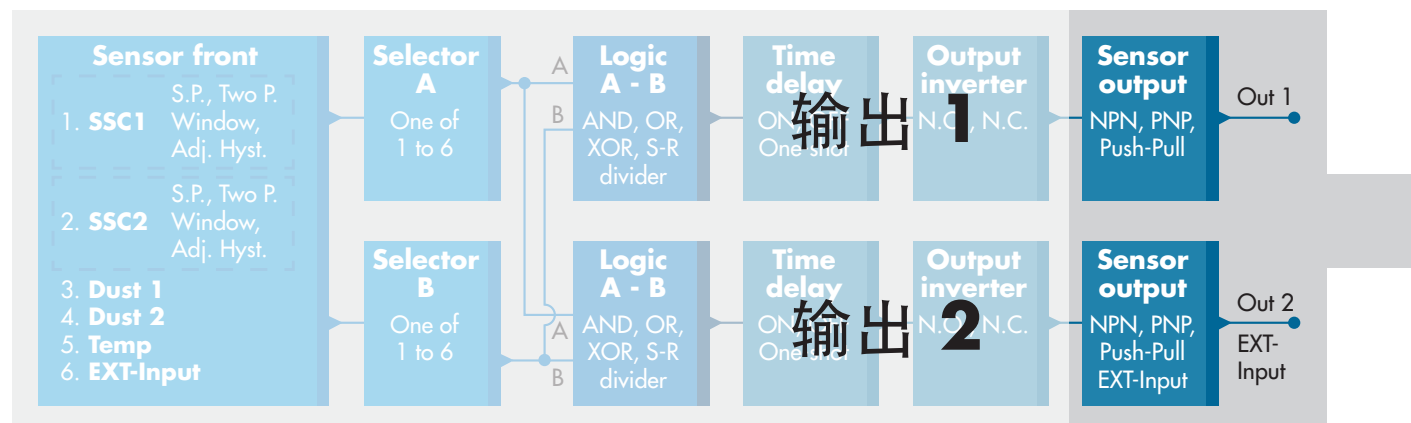 Sensor front
1. SSC1
S.P., Two P.
Window,
Adj. Hyst.
2. SSC2
S.P., Two P.
Window,
Adj. Hyst.
3. Dust 1
4. Dust 2
5. Temp
6. EXT-Input
Selector
A
One of
1 to 6
A
B
Logic
A - B
AND, OR,
XOR, S-R
divider
Time
delay
One shot
输出 1
Output
inverter
N.O., N.C.
Sensor
output
NPN, PNP,
Push-Pull
Out 1
Selector
B
One of
1 to 6
A
B
Logic
A - B
AND, OR,
XOR, S-R
divider
Time
delay
One shot
输出 2
Output
inverter
N.O., N.C.
Sensor
output
NPN, PNP,
Push-Pull
EXT-Input
Out 2
EXT-
Input